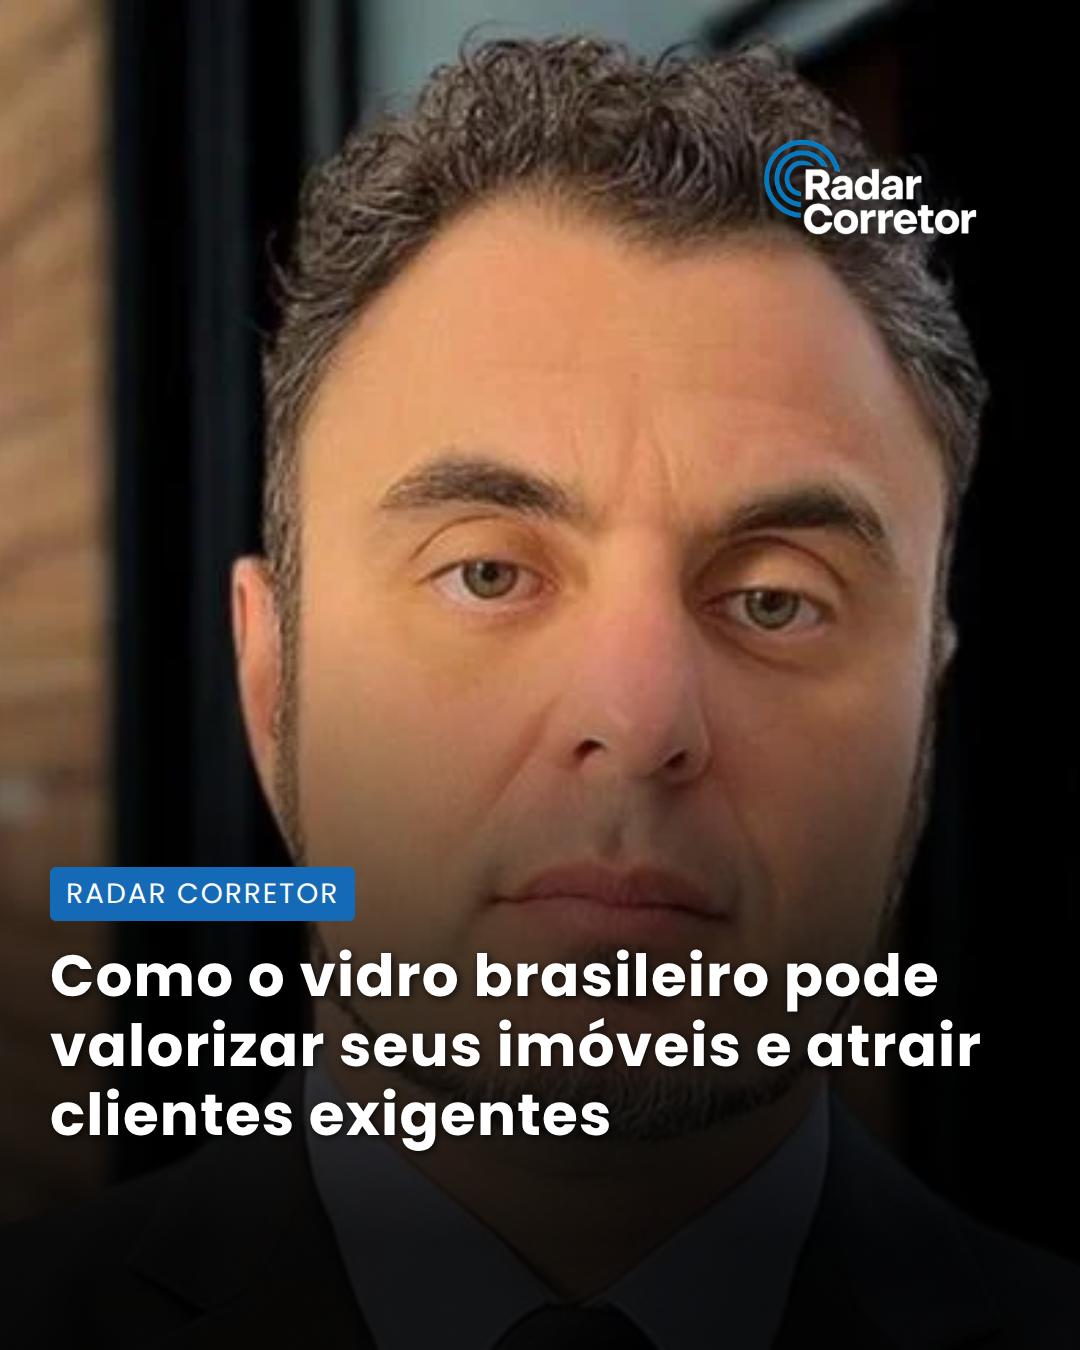 Radar
Corretor
RADAR CORRETOR
Como o vidro brasileiro pode
valorizar seus imóveis e atrair
clientes exigentes